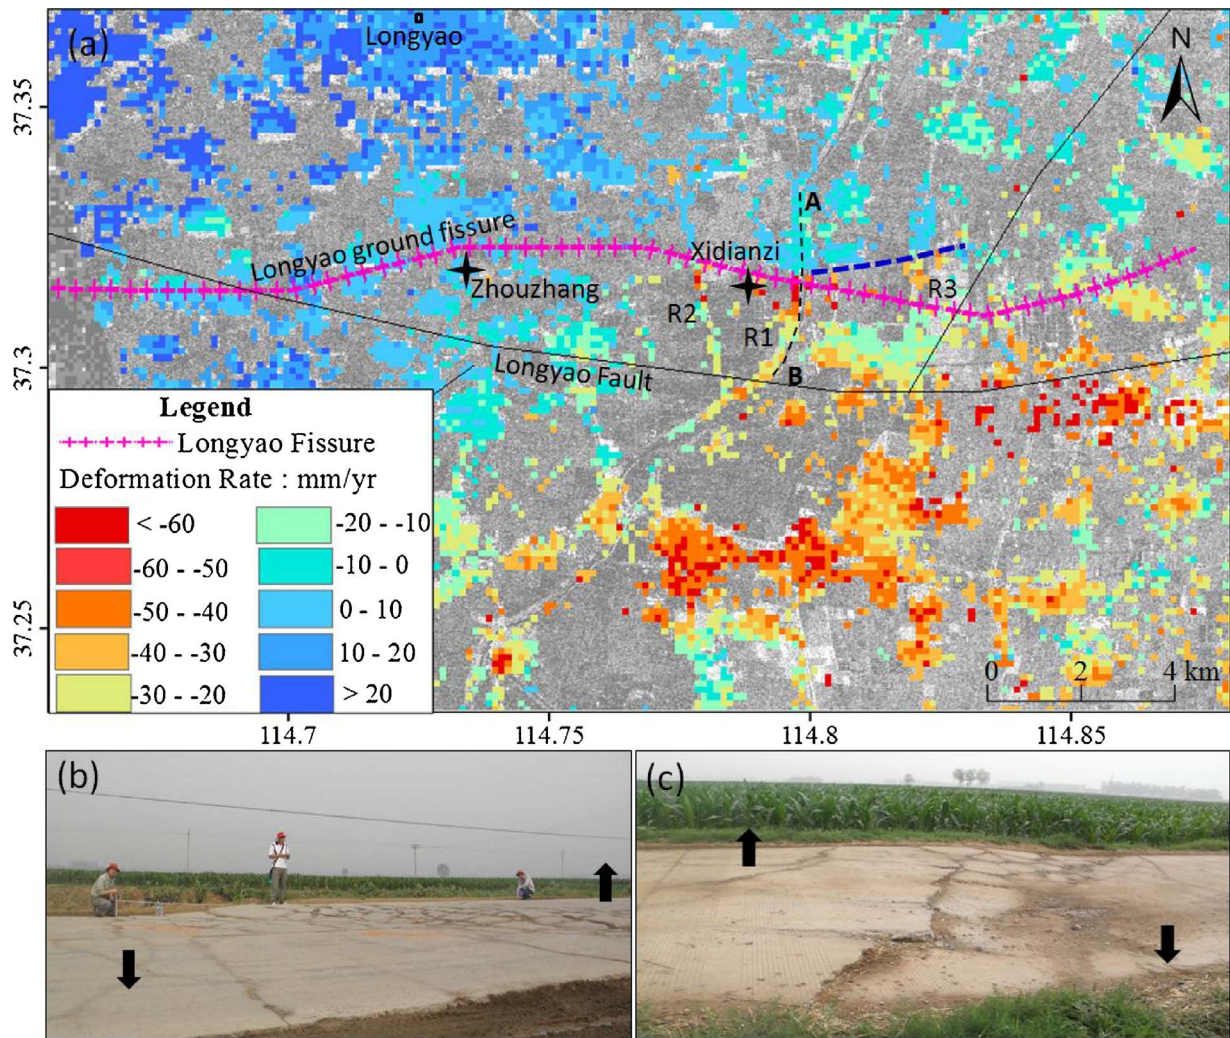 (a)
Longyao
N
37.35
A
Longyao ground fissure
Xidianzi
Zhouzhang
R3
R2
R1
37.3
Longyao Fault
B
Legend
Longyao Fissure
Deformation Rate : mm/yr
< -60
-20 - -10
-60 - -50
-10 - 0
-50 - -40
0 - 10
-40 - -30
10 - 20
-30 - -20
> 20
37.25
0 2 4 km
114.7 114.75 114.8 114.85
(b)
(c)